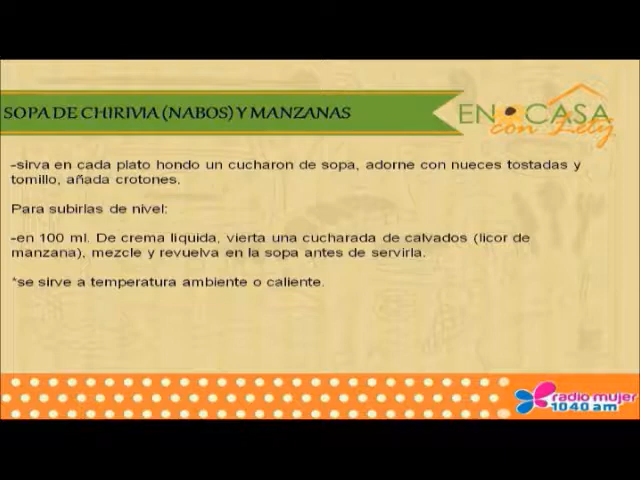 SOPA DE CHIRIVIA (NABOS) Y MANZANAS
EN CASA
con Lety
-sirva en cada plato hondo un cucharon de sopa, adorne con nueces tostadas y
tomillo, añada crotones.
Para subirlas de nivel:
-en 100 ml. De crema liquida, vierta una cucharada de calvados (licor de
manzana), mezcle y revuelva en la sopa antes de servirla.
*se sirve a temperatura ambiente o caliente.
radio mujer
1040 am